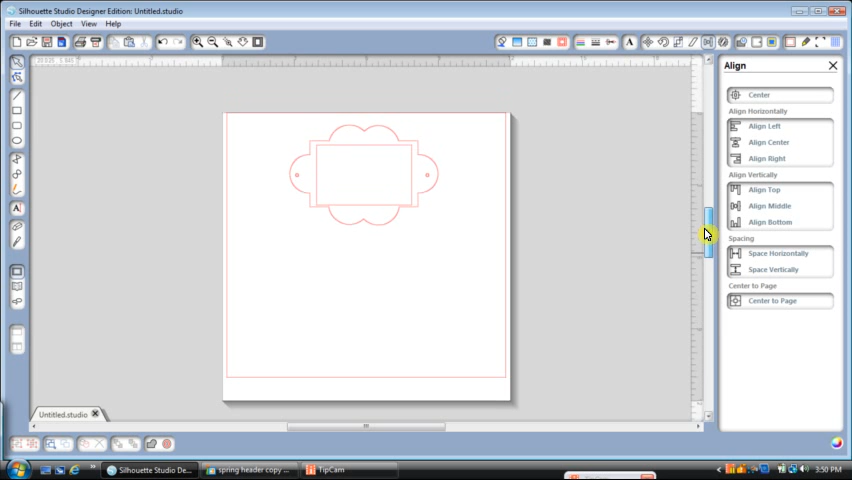 Silhouette Studio Designer Edition: Untitled.studio
File Edit Object View Help
Align
Center
Align Horizontally
Align Left
Align Center
Align Right
Align Vertically
Align Top
Align Middle
Align Bottom
Spacing
Space Horizontally
Space Vertically
Center to Page
Center to Page
Untitled.studio
Start
Silhouette Studio De...
spring header copy ...
TipCam
3:50 PM